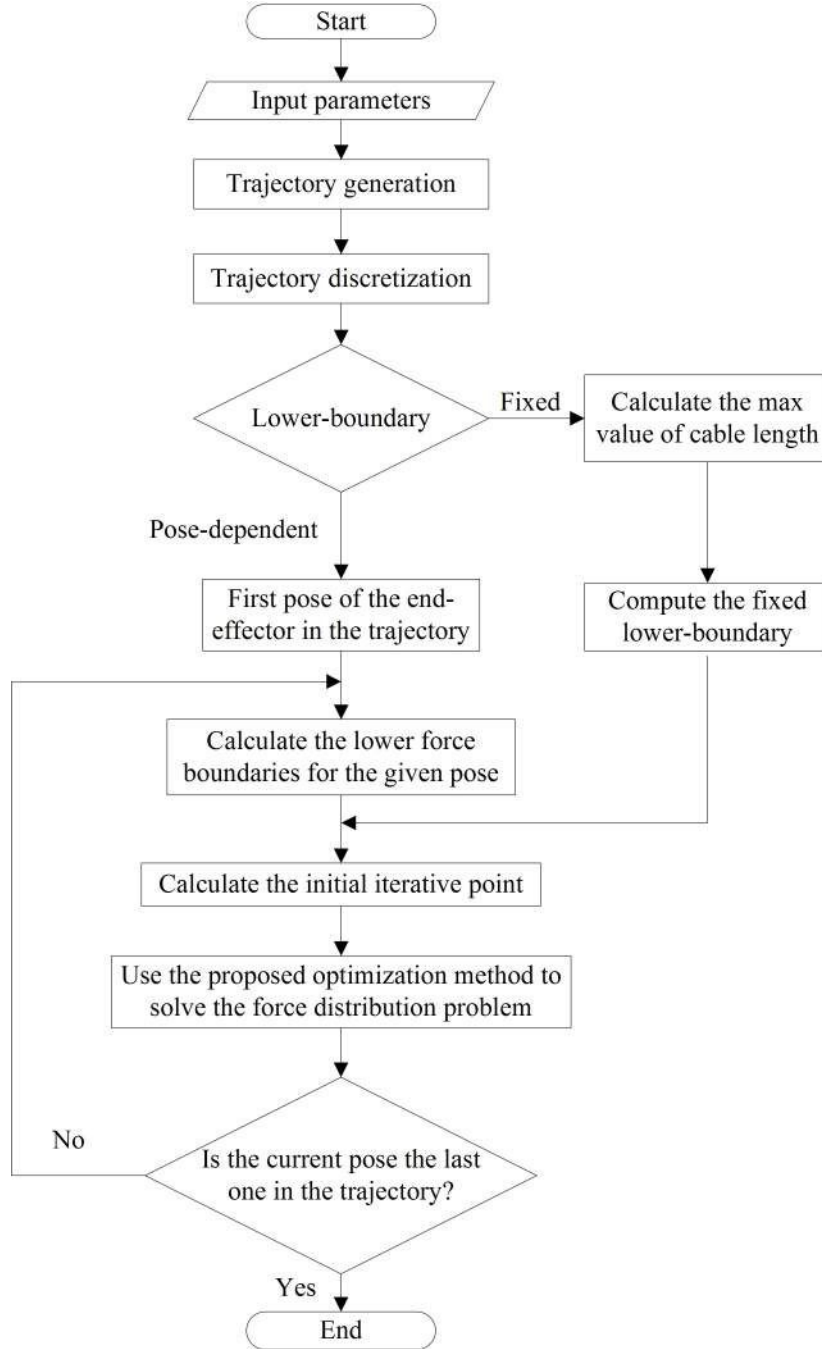 Start
Input parameters
Trajectory generation
Trajectory discretization
Lower-boundary
Fixed
Calculate the max
value of cable length
Pose-dependent
First pose of the end-
effector in the trajectory
Compute the fixed
lower-boundary
Calculate the lower force
boundaries for the given pose
Calculate the initial iterative point
Use the proposed optimization method to
solve the force distribution problem
No
Is the current pose the last
one in the trajectory?
Yes
End